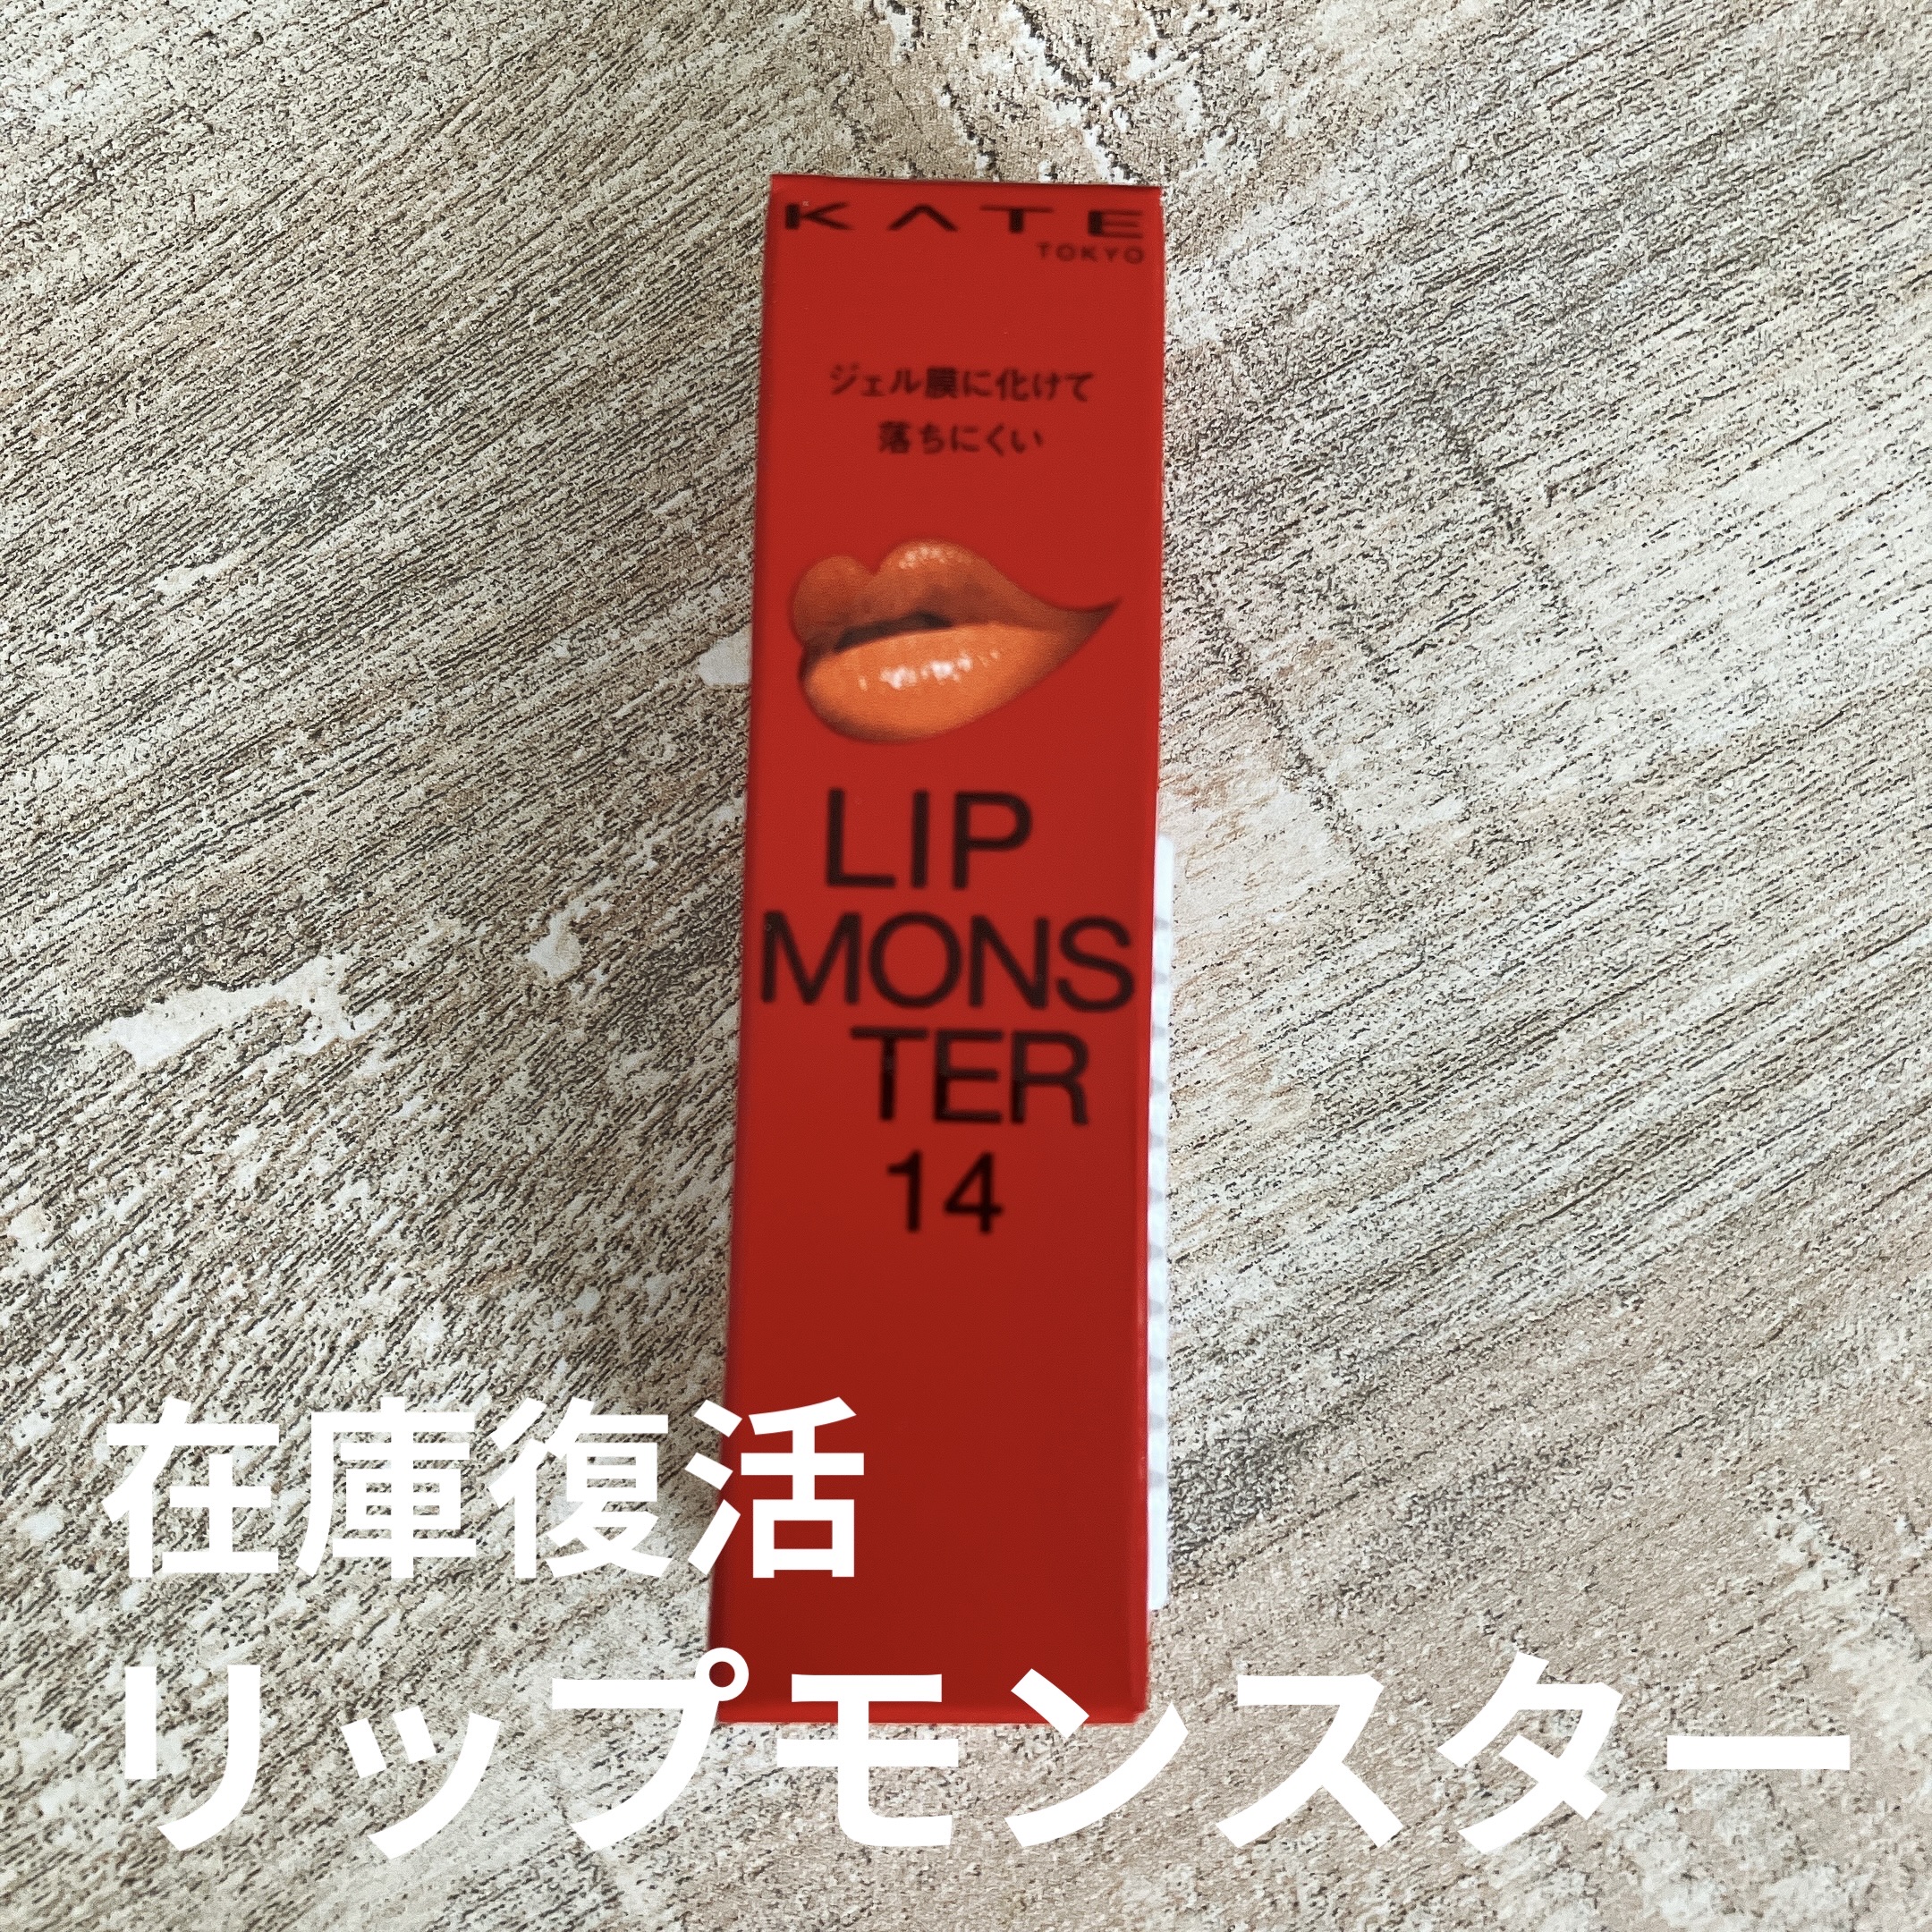 KATE
TOKYO
ジェル膜に化けて
落ちにくい
LIP
MONS
TER
14
在庫復活
リップモンスター